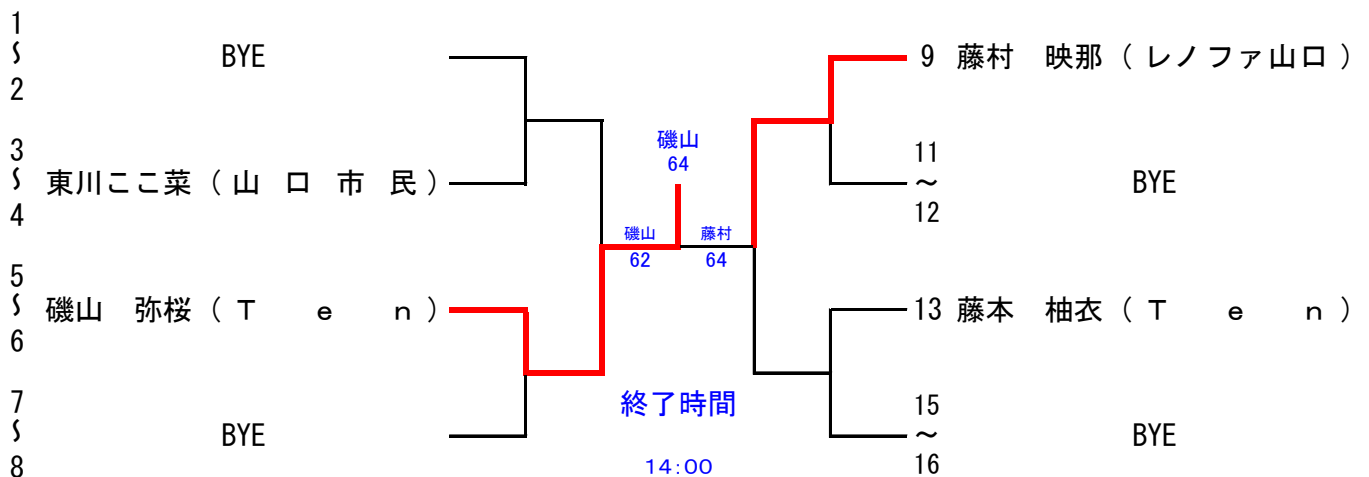 1
〜
2
BYE
3
〜
4
東川ここ菜(山口市民)
5
〜
6
磯山 弥桜(Ten)
7
〜
8
BYE
磯山
64
磯山
62
藤村
64
終了時間
14:00
9 藤村 映那(レノファ山口)
11
〜
12
BYE
13 藤本 柚衣(Ten)
15
〜
16
BYE